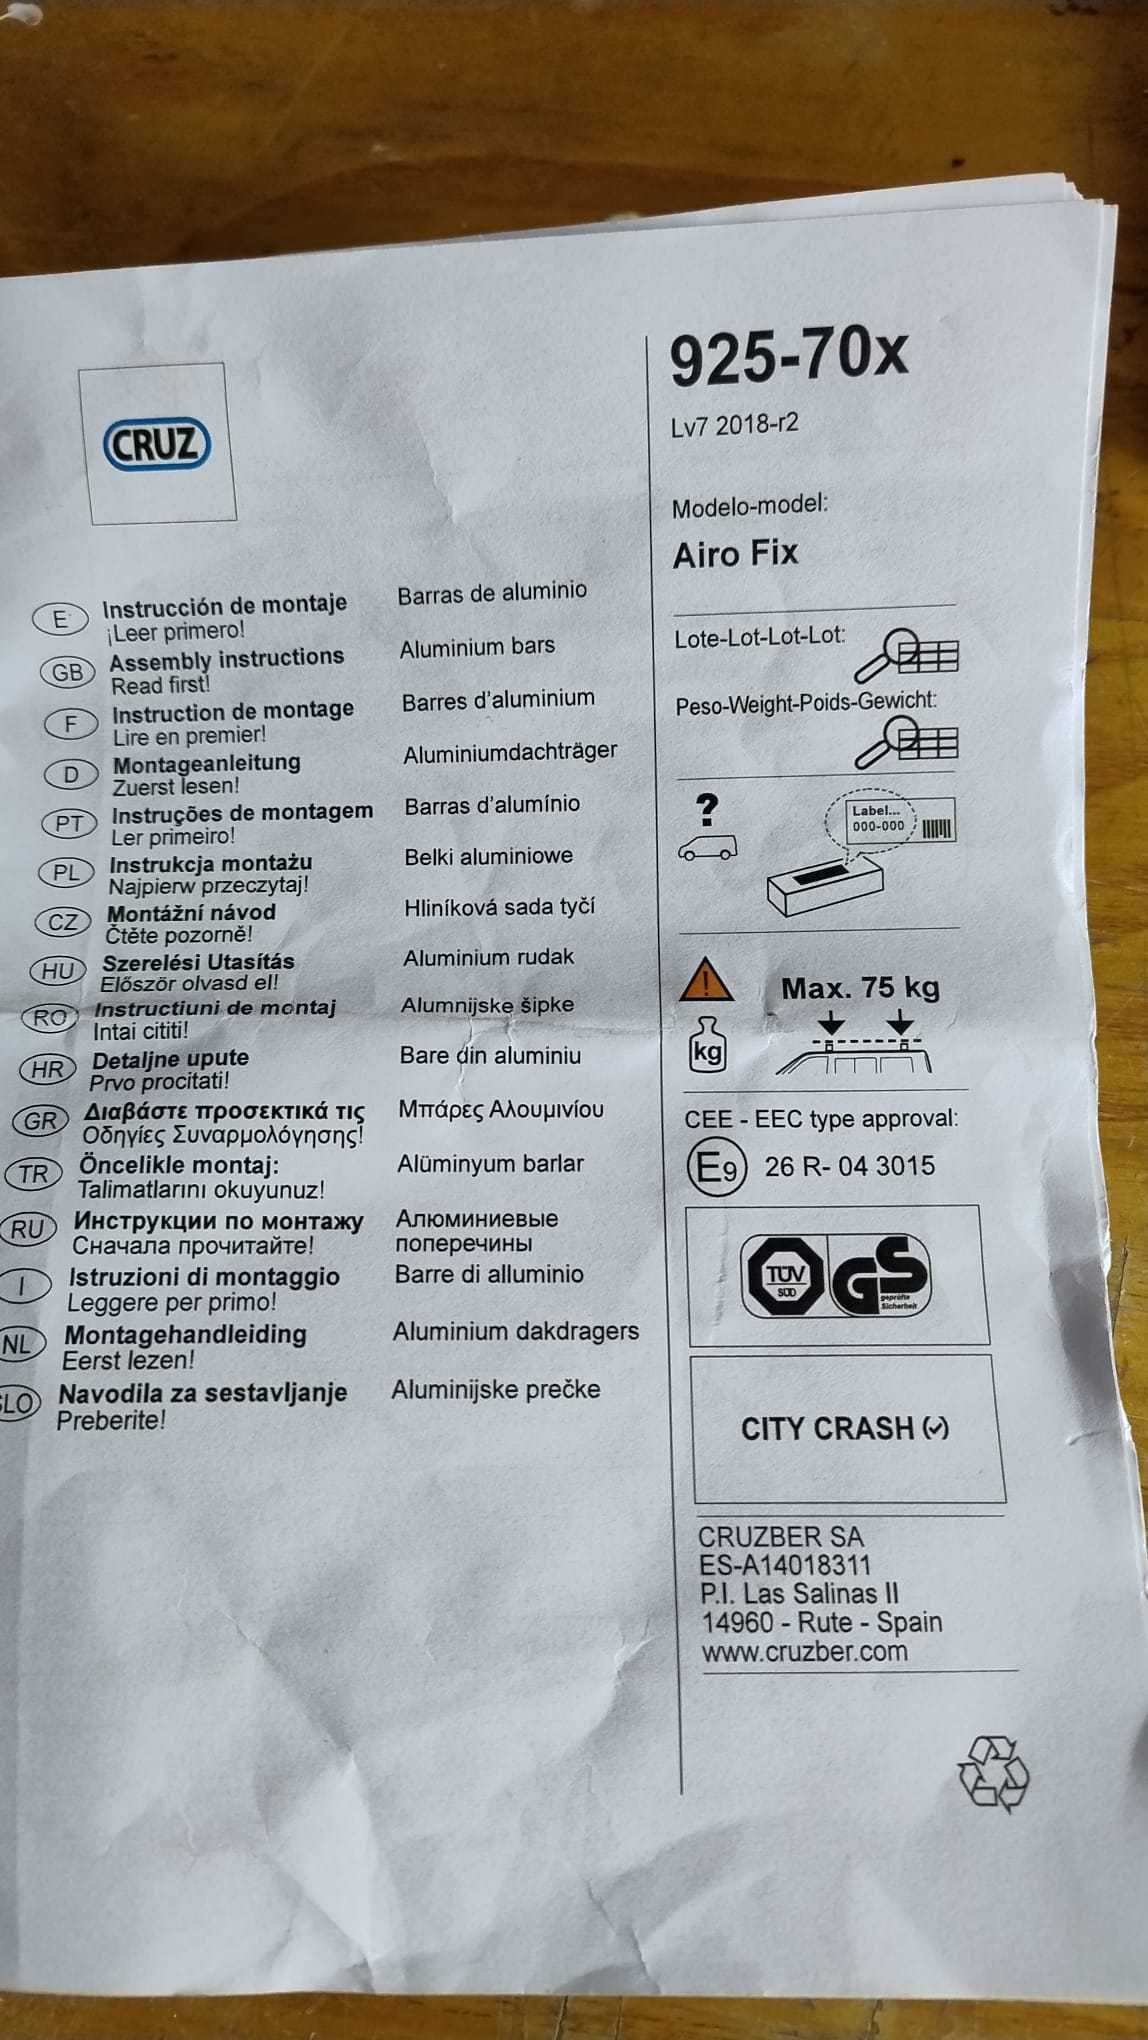 CRUZ
E Instrucción de montaje Barras de aluminio
¡Leer primero!
GB Assembly instructions Aluminium bars
Read first!
F Instruction de montage Barres d'aluminium
Lire en premier!
D Montageanleitung Aluminiumdachträger
Zuerst lesen!
PT Instruções de montagem Barras d'alumínio
Ler primeiro!
PL Instrukcja montażu Belki aluminiowe
Najpierw przeczytaj!
CZ Montážní návod Hliníková sada tyčí
Čtěte pozorně!
HU Szerelési Utasítás Aluminium rudak
Először olvasd el!
RO Instructiuni de montaj Alumnijske šipke
Intai cititi!
HR Detaljne upute Bare din aluminiu
Prvo procitati!
GR Διαβάστε προσεκτικά τις Μπάρες Αλουμινίου
Οδηγίες Συναρμολόγησης!
TR Öncelikle montaj: Alüminyum barlar
Talimatlarını okuyunuz!
RU Инструкции по монтажу Алюминиевые
Сначала прочитайте! поперечины
I Istruzioni di montaggio Barre di alluminio
Leggere per primo!
NL Montagehandleiding Aluminium dakdragers
Eerst lezen!
SLO Navodila za sestavljanje Aluminijske prečke
Preberite!
925-70x
Lv7 2018-r2
Modelo-model:
Airo Fix
Lote-Lot-Lot-Lot:
Peso-Weight-Poids-Gewicht:
?
Label...
000-000
!
Max. 75 kg
kg
CEE - EEC type approval:
E9 26 R- 04 3015
TÜV
SÜD
GS
geprüfte
Sicherheit
CITY CRASH (✓)
CRUZBER SA
ES-A14018311
P.I. Las Salinas II
14960 - Rute - Spain
www.cruzber.com